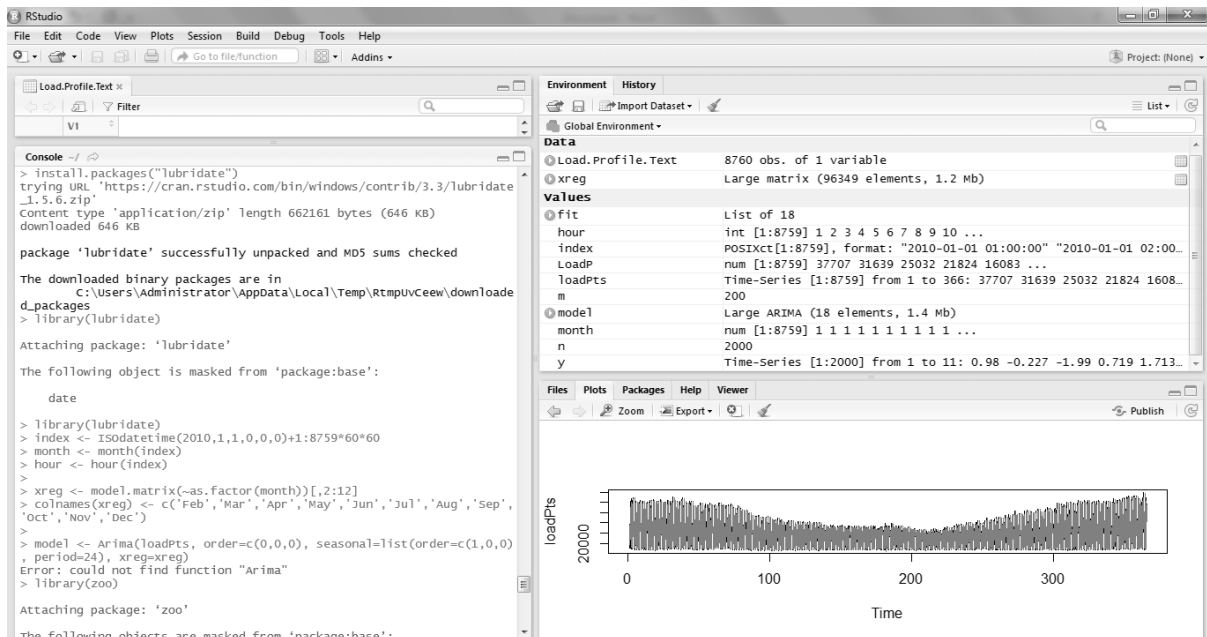 RStudio
File Edit Code View Plots Session Build Debug Tools Help
Go to file/function Addins Project: (None)
Load.Profile.Text
Filter
V1
Console ~/
> install.packages("lubridate")
trying URL 'https://cran.rstudio.com/bin/windows/contrib/3.3/lubridate
_1.5.6.zip'
Content type 'application/zip' length 662161 bytes (646 KB)
downloaded 646 KB
package ‘lubridate’ successfully unpacked and MD5 sums checked
The downloaded binary packages are in
C:\Users\Administrator\AppData\Local\Temp\RtmpUvCeew\downloade
d_packages
> library(lubridate)
Attaching package: ‘lubridate’
The following object is masked from ‘package:base’:
date
> library(lubridate)
> index <- ISOdatetime(2010,1,1,0,0,0)+1:8759*60*60
> month <- month(index)
> hour <- hour(index)
>
> xreg <- model.matrix(~as.factor(month))[,2:12]
> colnames(xreg) <- c('Feb','Mar','Apr','May','Jun','Jul','Aug','Sep',
'Oct','Nov','Dec')
>
> model <- Arima(loadPts, order=c(0,0,0), seasonal=list(order=c(1,0,0)
, period=24), xreg=xreg)
Error: could not find function "Arima"
> library(zoo)
Attaching package: ‘zoo’
The following objects are masked from ‘package:base’:
Environment History
Import Dataset List
Global Environment
Data
Load.Profile.Text 8760 obs. of 1 variable
xreg Large matrix (96349 elements, 1.2 Mb)
Values
fit List of 18
hour int [1:8759] 1 2 3 4 5 6 7 8 9 10 ...
index POSIXct[1:8759], format: "2010-01-01 01:00:00" "2010-01-01 02:00…
LoadP num [1:8759] 37707 31639 25032 21824 16083 ...
loadPts Time-Series [1:8759] from 1 to 366: 37707 31639 25032 21824 1608…
m 200
model Large ARIMA (18 elements, 1.4 Mb)
month num [1:8759] 1 1 1 1 1 1 1 1 1 1 ...
n 2000
y Time-Series [1:2000] from 1 to 11: 0.98 -0.227 -1.99 0.719 1.713…
Files Plots Packages Help Viewer
Zoom Export Publish
loadPts
20000
0 100 200 300
Time